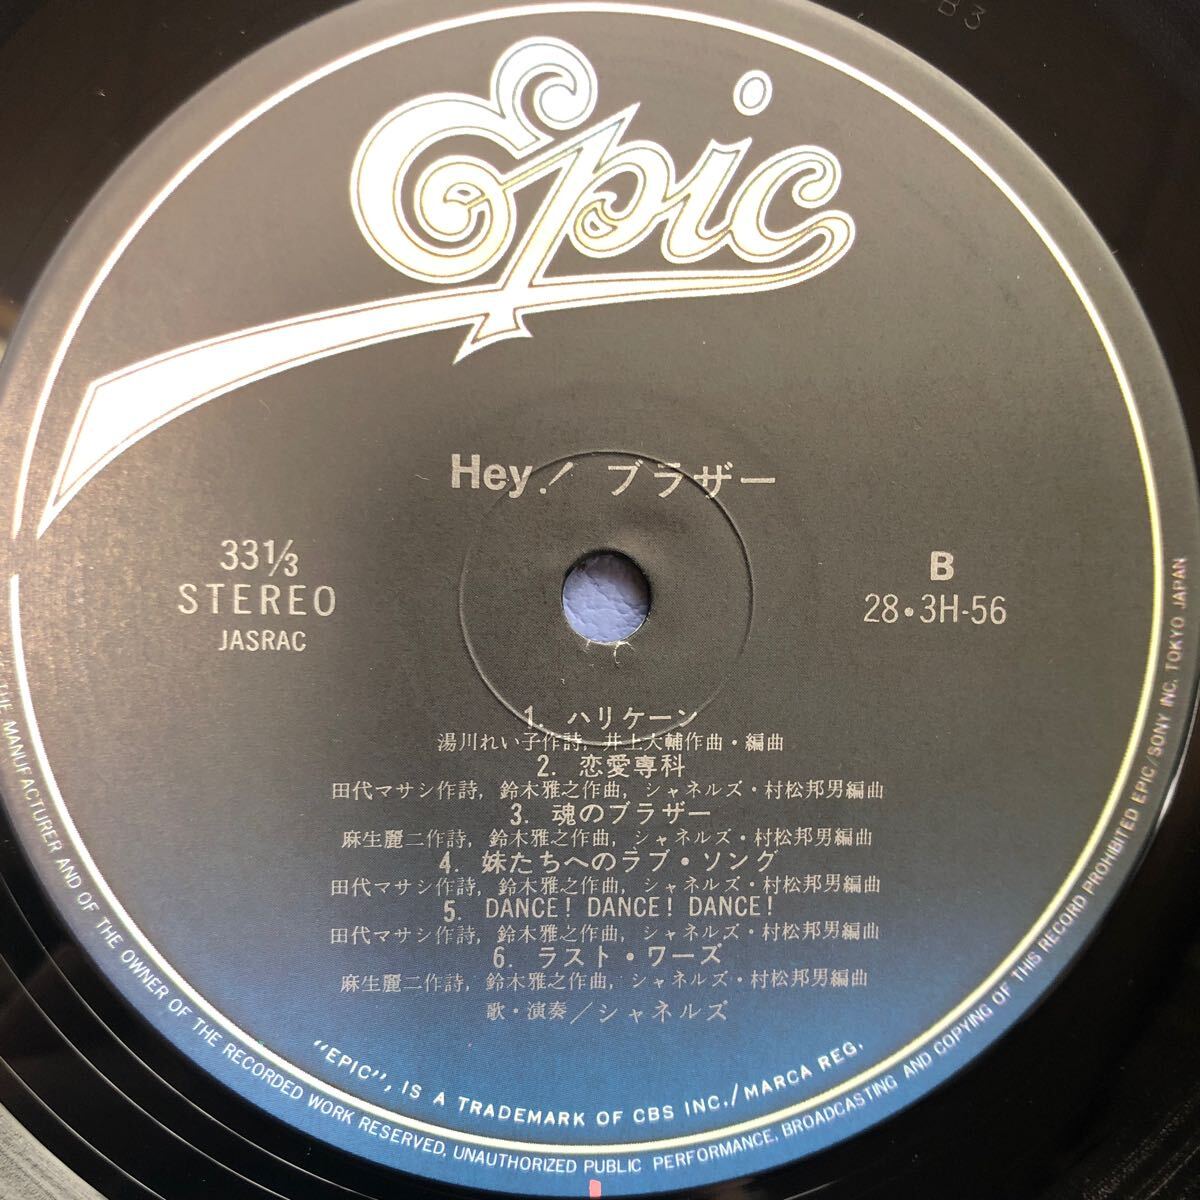 B3
Epic
Hey! ブラザー
33⅓
STEREO
JASRAC
B
28・3H-56
1. ハリケーン
湯川れい子作詩, 井上大輔作曲・編曲
2. 恋愛専科
田代マサシ作詩, 鈴木雅之作曲, シャネルズ・村松邦男編曲
3. 魂のブラザー
麻生麗二作詩, 鈴木雅之作曲, シャネルズ・村松邦男編曲
4. 妹たちへのラブ・ソング
田代マサシ作詩, 鈴木雅之作曲, シャネルズ・村松邦男編曲
5. DANCE! DANCE! DANCE!
田代マサシ作詩, 鈴木雅之作曲, シャネルズ・村松邦男編曲
6. ラスト・ワーズ
麻生麗二作詩, 鈴木雅之作曲, シャネルズ・村松邦男編曲
歌・演奏/シャネルズ
"EPIC", IS A TRADEMARK OF CBS INC./MARCA REG.
THE MANUFACTURER AND OF THE OWNER OF THE RECORDED WORK RESERVED, UNAUTHORIZED PUBLIC PERFORMANCE, BROADCASTING AND COPYING OF THIS RECORD PROHIBITED EPIC/SONY INC. TOKYO JAPAN